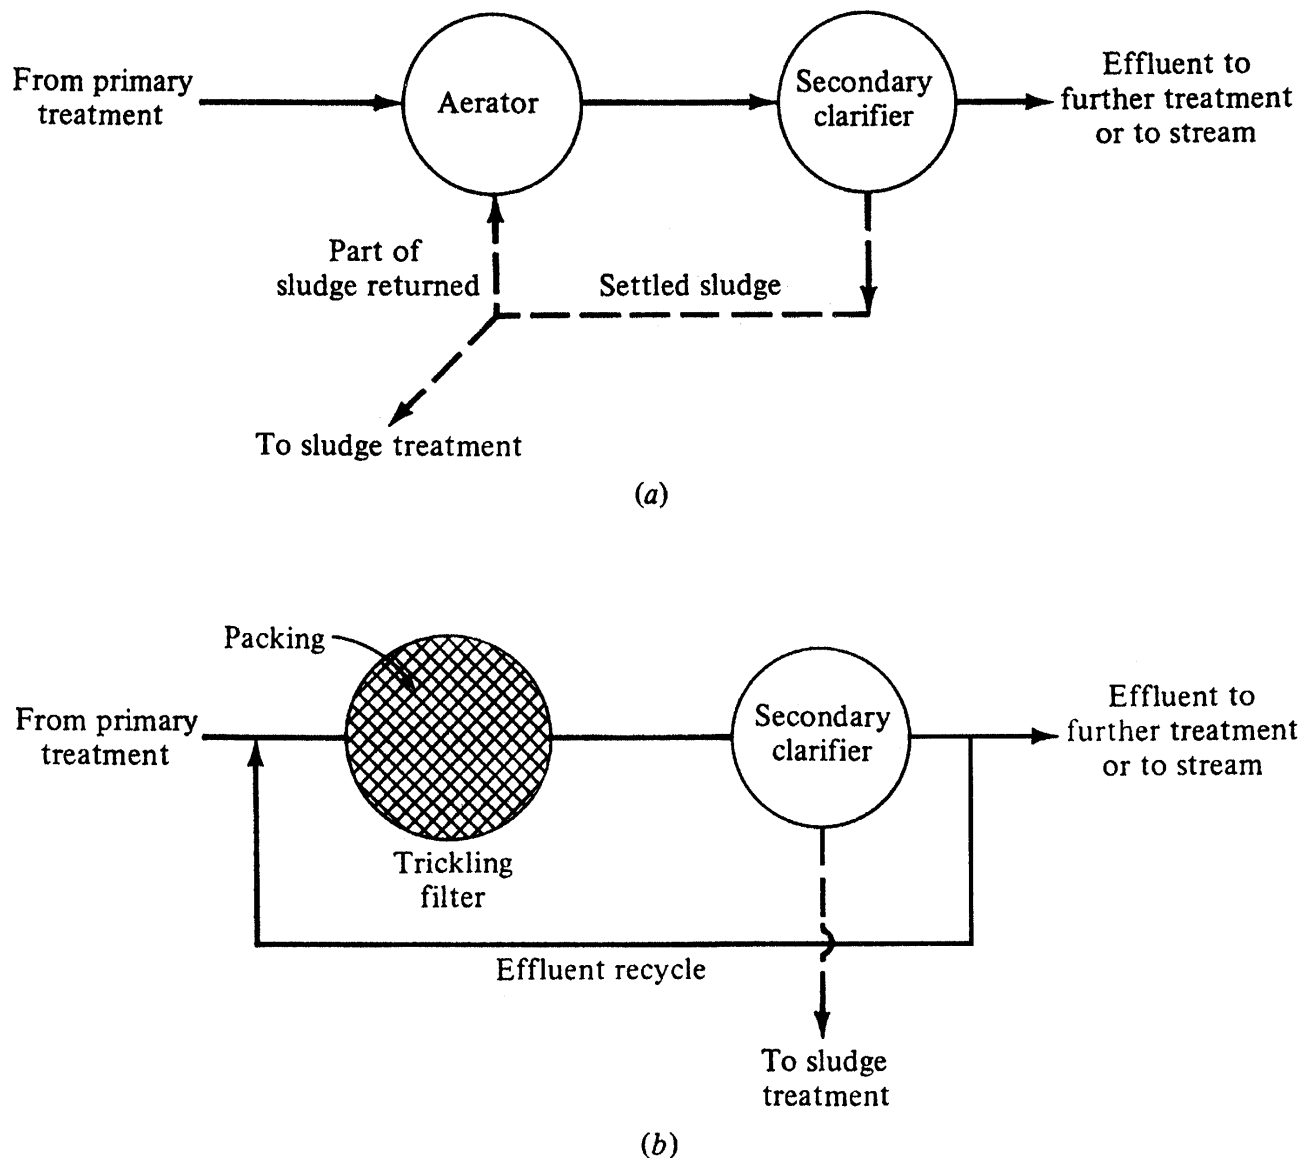 From primary
treatment
Aerator
Secondary
clarifier
Effluent to
further treatment
or to stream
Part of
sludge returned
Settled sludge
To sludge treatment
(a)
Packing
From primary
treatment
Trickling
filter
Secondary
clarifier
Effluent to
further treatment
or to stream
Effluent recycle
To sludge
treatment
(b)